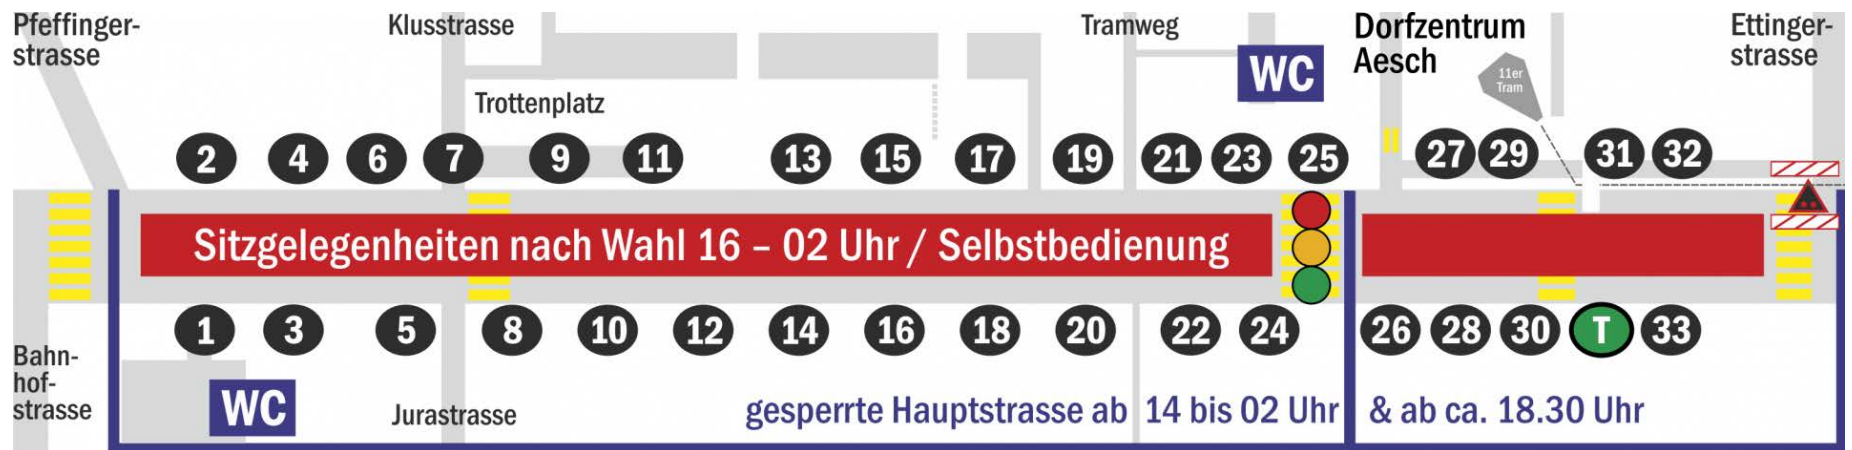 Pfeffinger-
strasse
Klusstrasse
Trottenplatz
Tramweg
WC
Dorfzentrum
Aesch
11er
Tram
Ettinger-
strasse
2 4 6 7 9 11 13 15 17 19 21 23 25 27 29 31 32
Sitzgelegenheiten nach Wahl 16 – 02 Uhr / Selbstbedienung
1 3 5 8 10 12 14 16 18 20 22 24 26 28 30 T 33
Bahn-
hof-
strasse
WC
Jurastrasse
gesperrte Hauptstrasse ab 14 bis 02 Uhr & ab ca. 18.30 Uhr